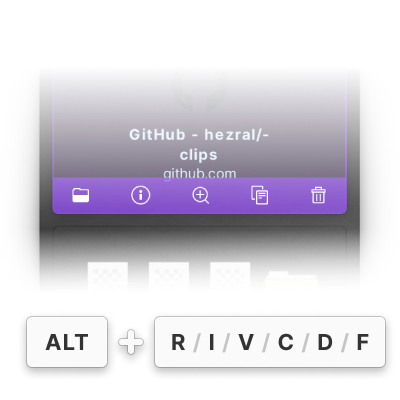 GitHub - hezral/-
clips
github.com
ALT + R / I / V / C / D / F